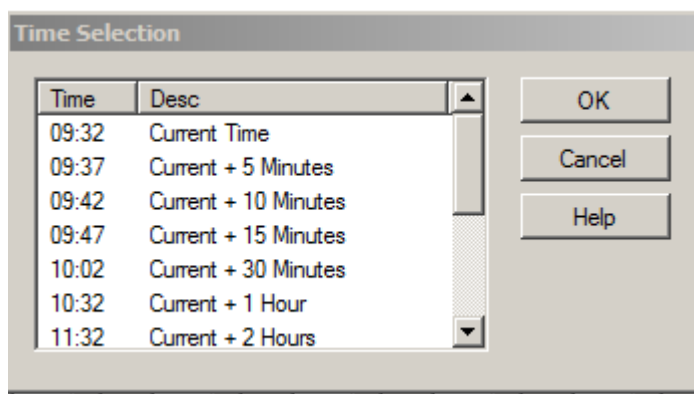 Time Selection
Time Desc
09:32 Current Time
09:37 Current + 5 Minutes
09:42 Current + 10 Minutes
09:47 Current + 15 Minutes
10:02 Current + 30 Minutes
10:32 Current + 1 Hour
11:32 Current + 2 Hours
OK
Cancel
Help